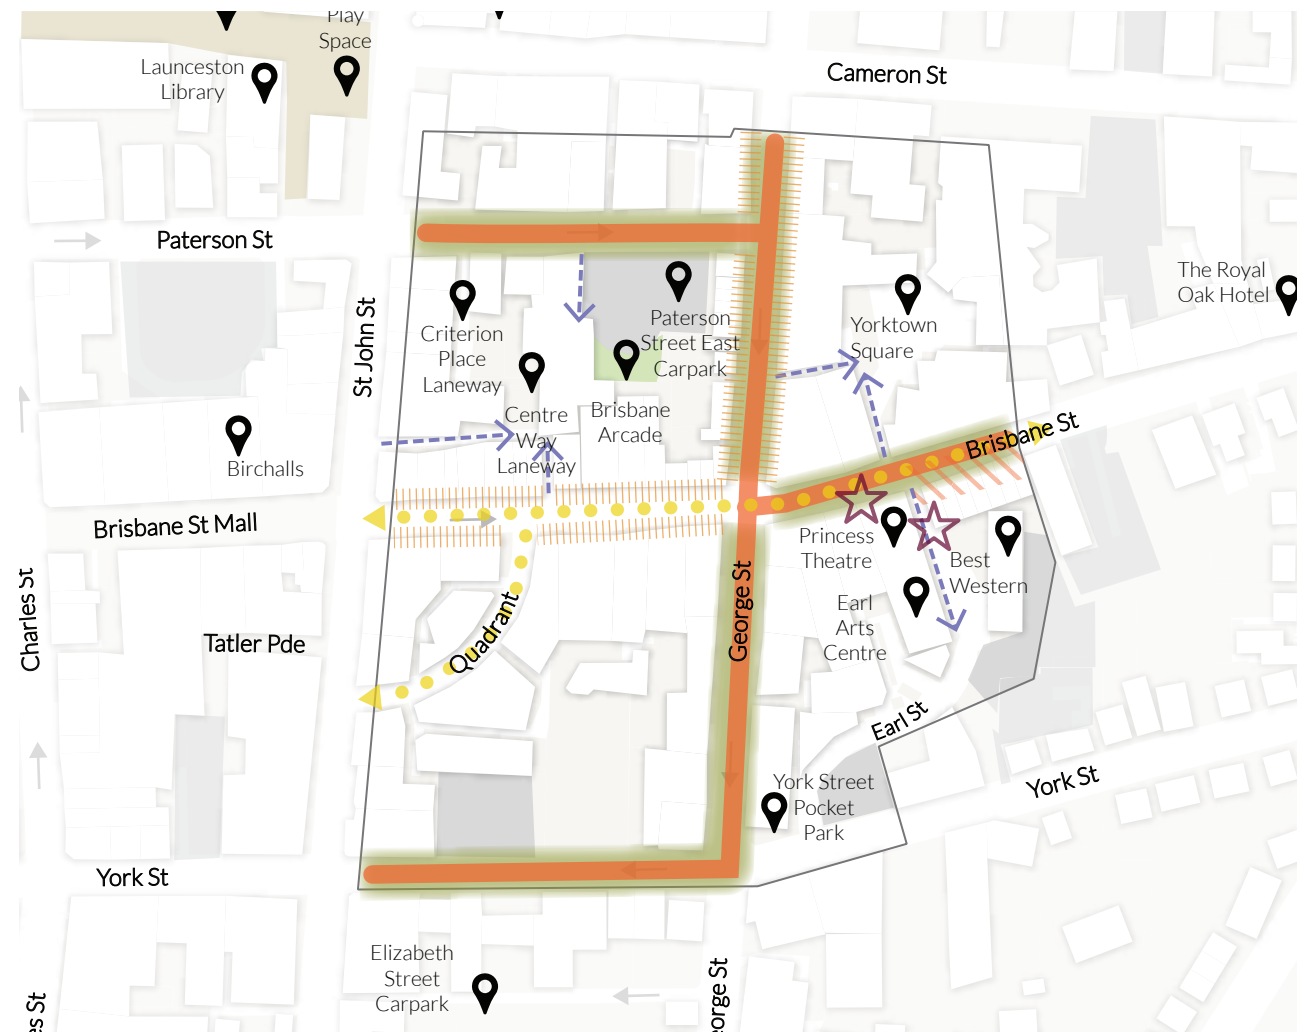 Play
Space
Launceston
Library
Cameron St
Paterson St
The Royal
Oak Hotel
St John St
Criterion
Place
Laneway
Paterson
Street East
Carpark
Yorktown
Square
Centre
Way
Laneway
Brisbane
Arcade
Brisbane St
Birchalls
Brisbane St Mall
Princess
Theatre
Best
Western
Charles St
Tatler Pde
Quadrant
George St
Earl
Arts
Centre
Earl St
York Street
Pocket
Park
York St
York St
Elizabeth
Street
Carpark
es St
eorge St